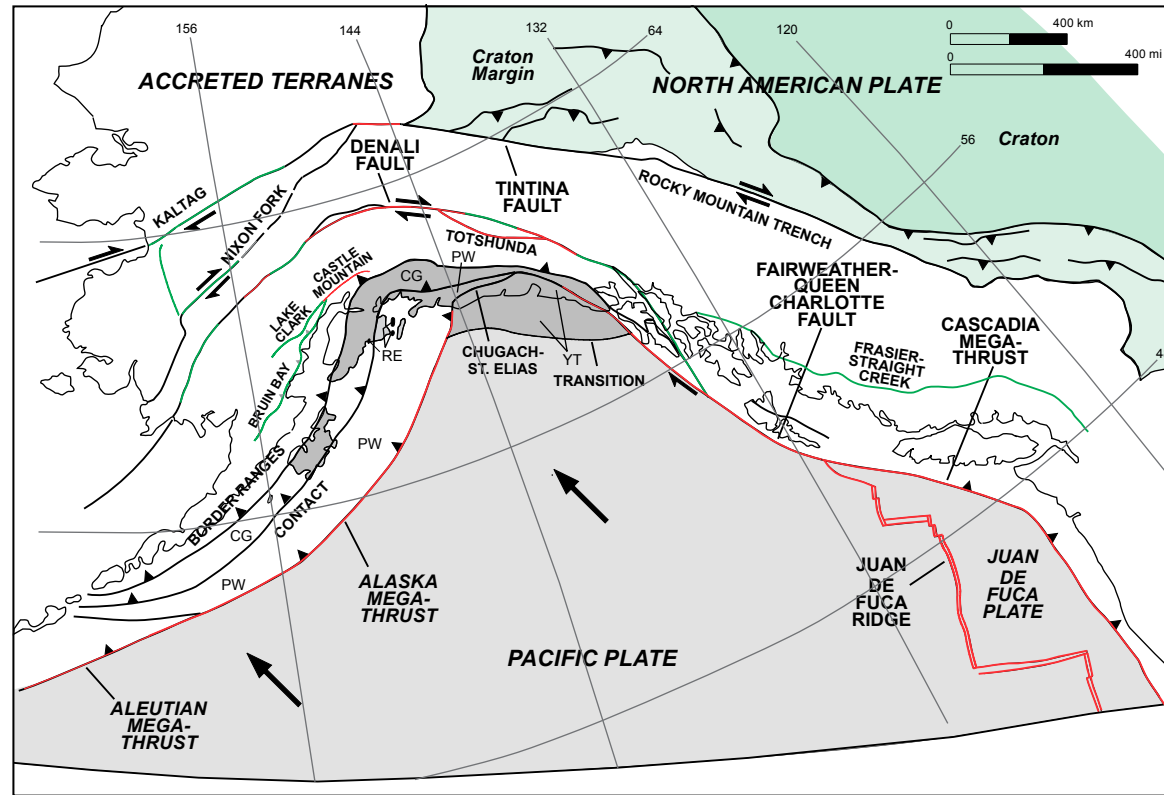 156
144
132
64
120
0
400 km
0
400 mi
Craton
Margin
ACCRETED TERRANES
NORTH AMERICAN PLATE
56
Craton
DENALI
FAULT
TINTINA
FAULT
ROCKY MOUNTAIN TRENCH
KALTAG
NIXON FORK
TOTSHUNDA
PW
CG
CASTLE
MOUNTAIN
LAKE
CLARK
FAIRWEATHER-
QUEEN
CHARLOTTE
FAULT
CASCADIA
MEGA-
THRUST
RE
CHUGACH-
ST. ELIAS
YT
TRANSITION
FRASIER-
STRAIGHT
CREEK
4
BRUIN BAY
PW
BORDER RANGES
CONTACT
CG
PW
ALASKA
MEGA-
THRUST
JUAN
DE
FUCA
RIDGE
JUAN
DE
FUCA
PLATE
PACIFIC PLATE
ALEUTIAN
MEGA-
THRUST